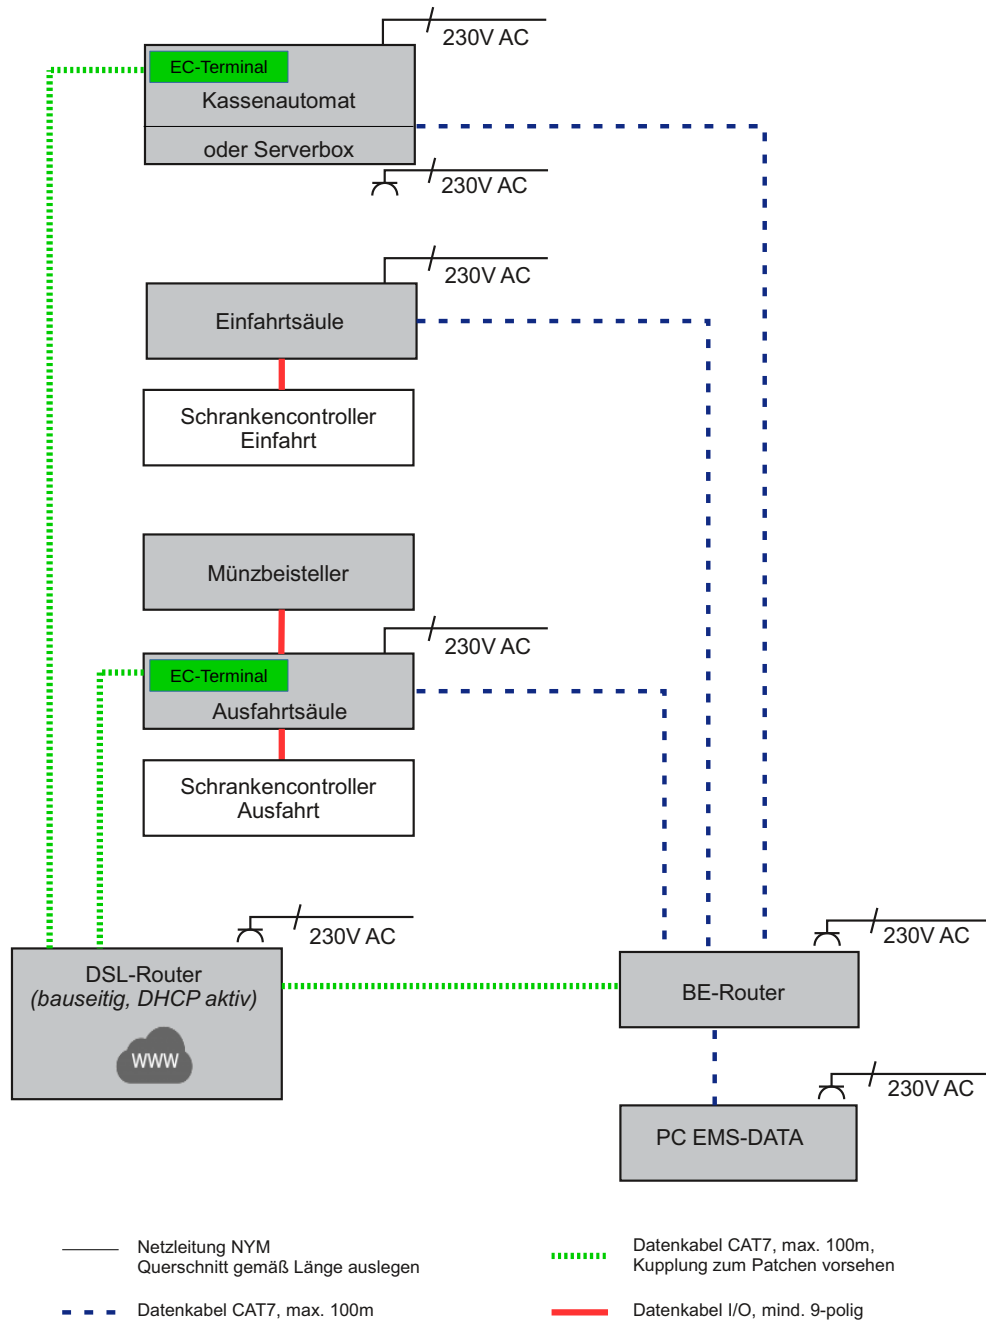 230V AC
EC-Terminal
Kassenautomat
oder Serverbox
230V AC
230V AC
Einfahrtsäule
Schrankencontroller
Einfahrt
Münzbeisteller
230V AC
EC-Terminal
Ausfahrtsäule
Schrankencontroller
Ausfahrt
230V AC
230V AC
DSL-Router
(bauseitig, DHCP aktiv)
WWW
BE-Router
230V AC
PC EMS-DATA
Netzleitung NYM
Querschnitt gemäß Länge auslegen
Datenkabel CAT7, max. 100m
Datenkabel CAT7, max. 100m,
Kupplung zum Patchen vorsehen
Datenkabel I/O, mind. 9-polig